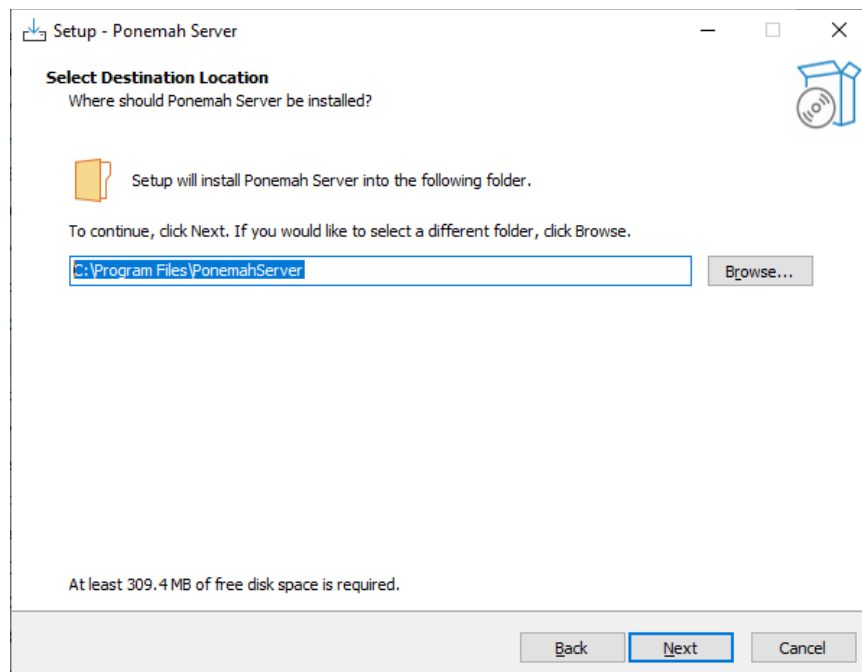 Setup - Ponemah Server
Select Destination Location
Where should Ponemah Server be installed?
Setup will install Ponemah Server into the following folder.
To continue, click Next. If you would like to select a different folder, click Browse.
C:\Program Files\PonemahServer
Browse...
At least 309.4 MB of free disk space is required.
Back
Next
Cancel